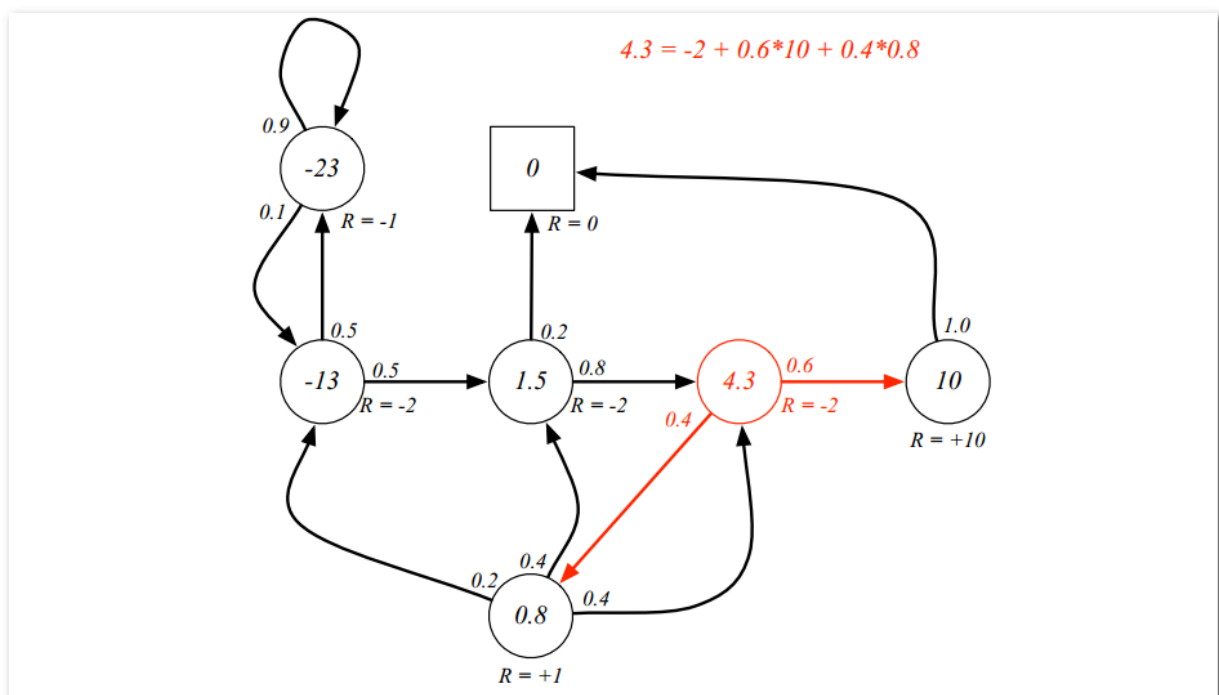 4.3 = -2 + 0.6*10 + 0.4*0.8
0.9
-23
0
0.1
R = -1
R = 0
0.5
0.2
1.0
-13
0.5
R = -2
1.5
0.8
R = -2
4.3
0.6
R = -2
10
0.4
R = +10
0.4
0.2
0.8
0.4
R = +1